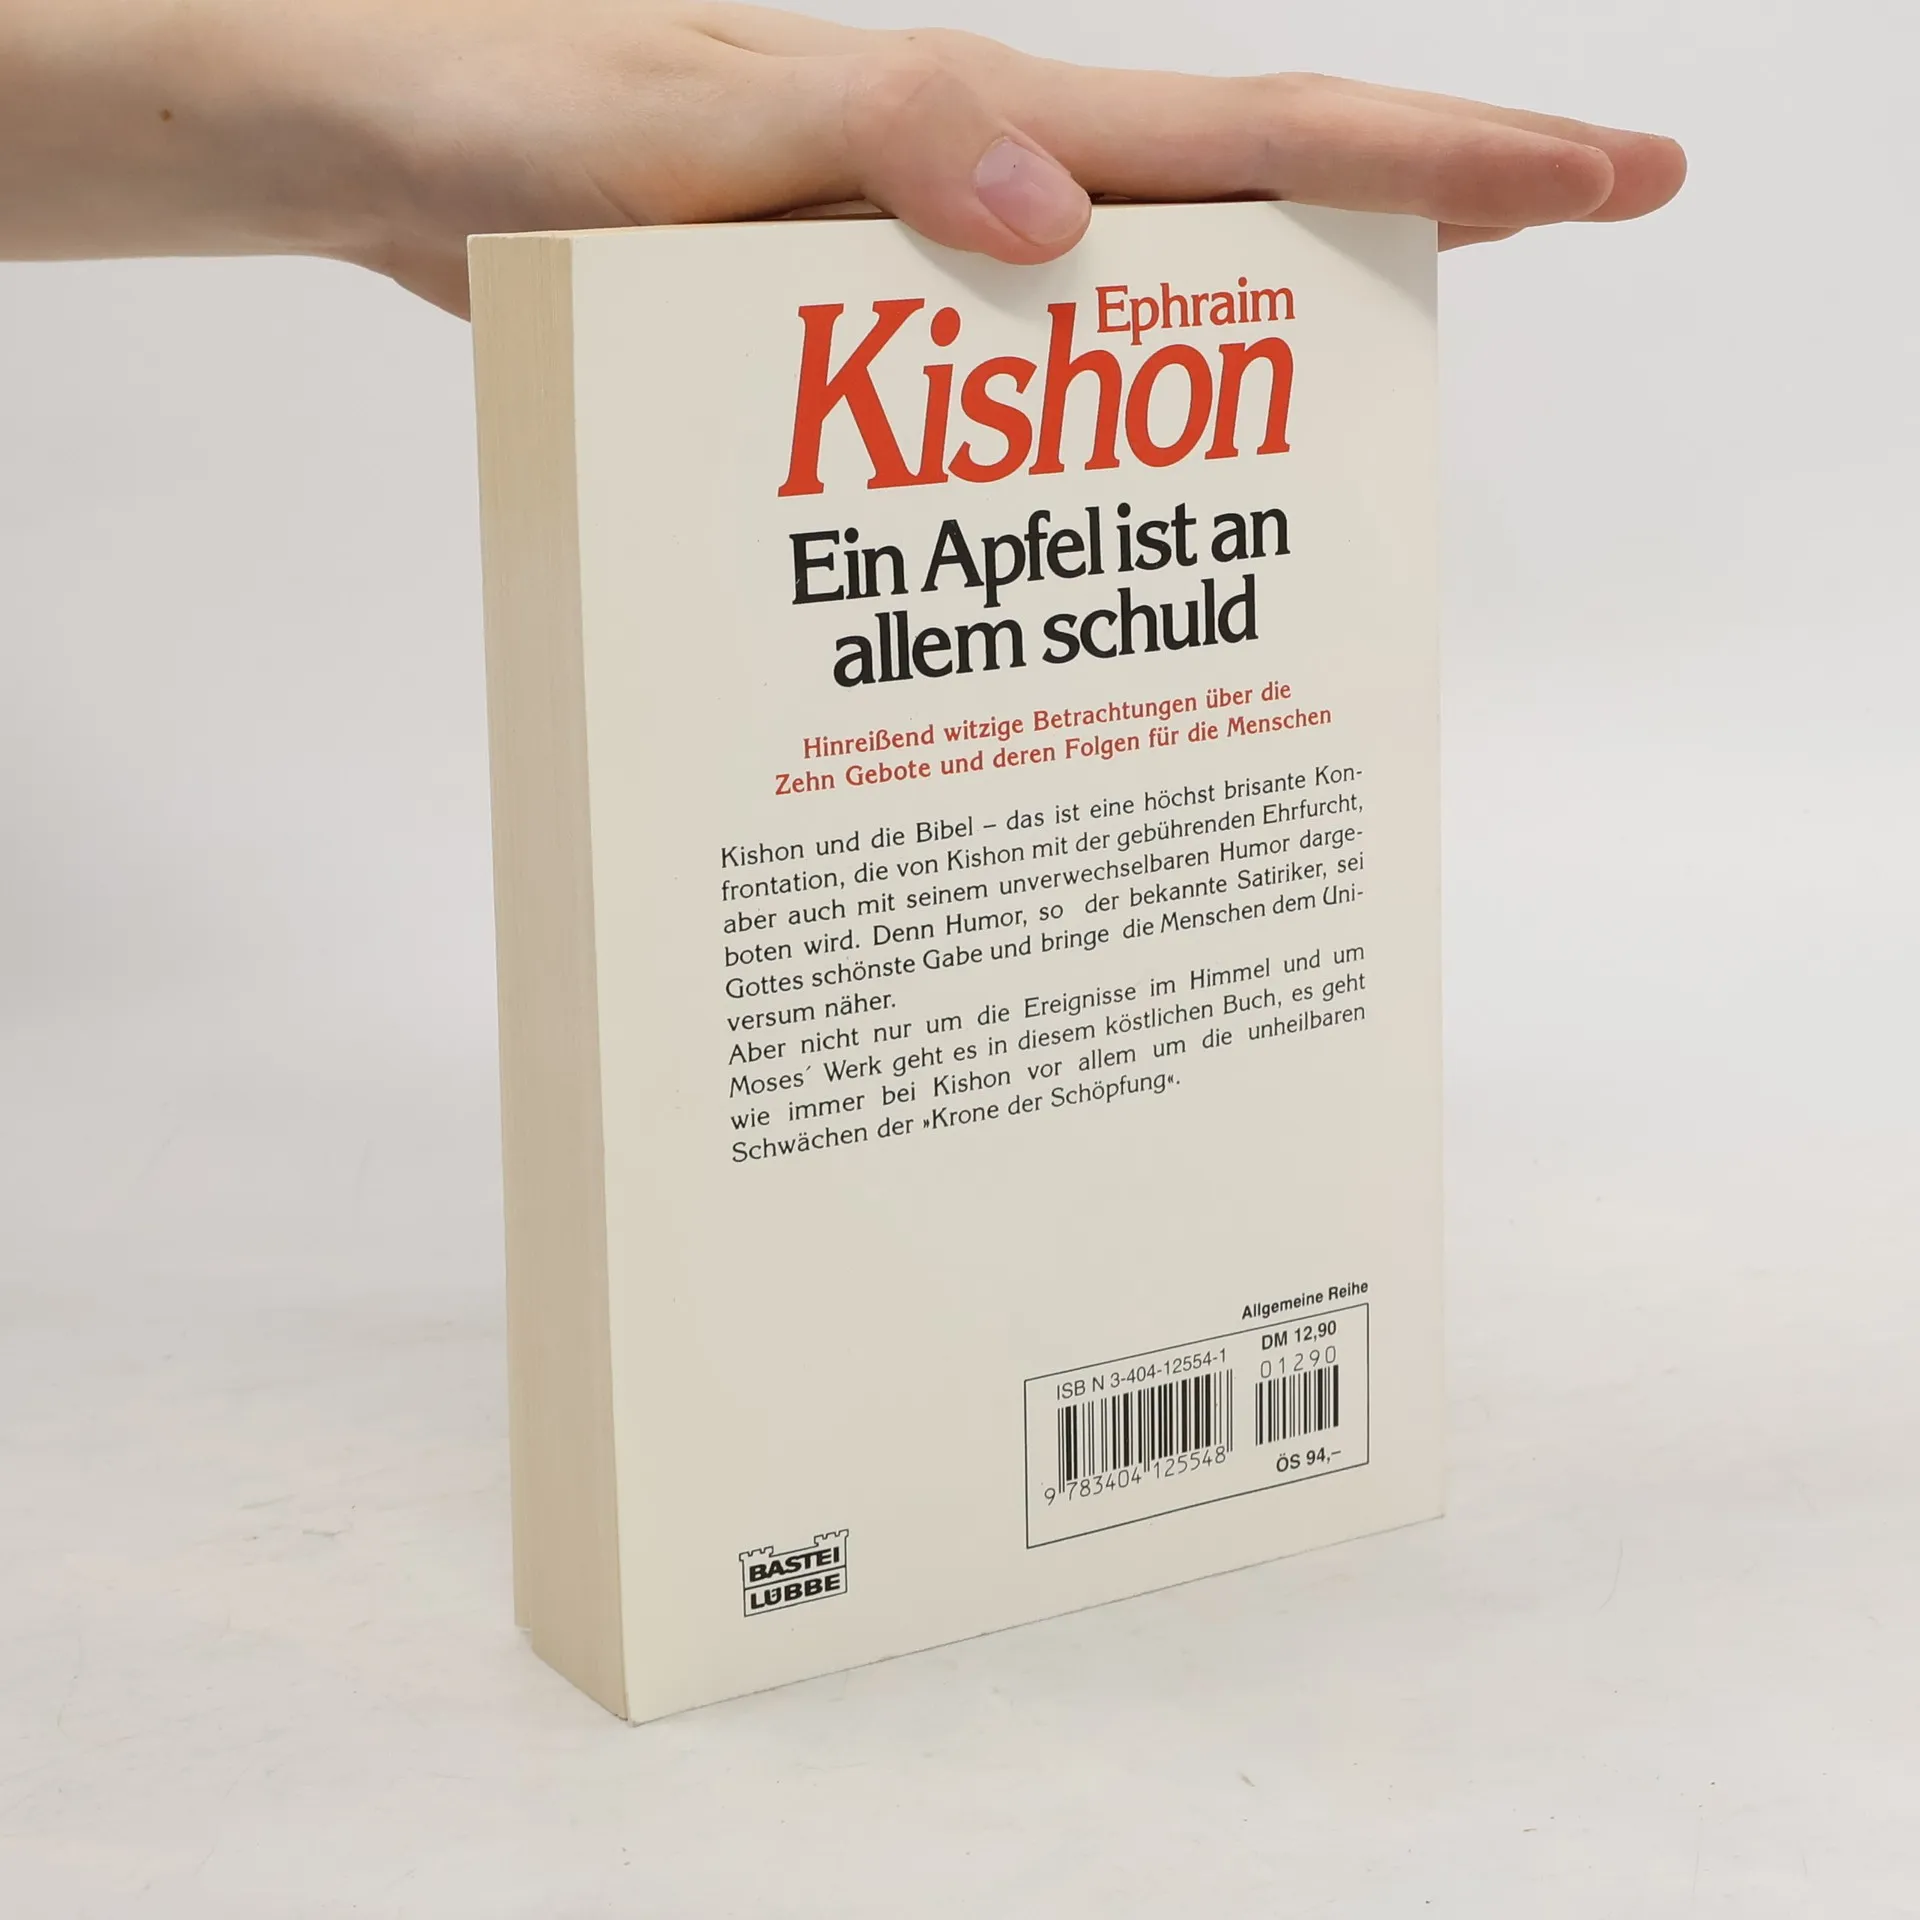 Ephraim
Kishon
Ein Apfel ist an
allem schuld
Hinreißend witzige Betrachtungen über die
Zehn Gebote und deren Folgen für die Menschen
Kishon und die Bibel – das ist eine höchst brisante Kon-
frontation, die von Kishon mit der gebührenden Ehrfurcht,
aber auch mit seinem unverwechselbaren Humor darge-
boten wird. Denn Humor, so der bekannte Satiriker, sei
Gottes schönste Gabe und bringe die Menschen dem Uni-
versum näher.
Aber nicht nur um die Ereignisse im Himmel und um
Moses´ Werk geht es in diesem köstlichen Buch, es geht
wie immer bei Kishon vor allem um die unheilbaren
Schwächen der »Krone der Schöpfung«.
Allgemeine Reihe
DM 12,90
ISBN 3-404-12554-1
01290
9 783404 125548
ÖS 94,–
BASTEI
LÜBBE